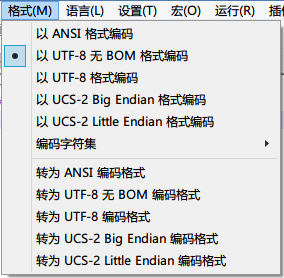 格式(M) 语言(L) 设置(T) 宏(O) 运行(R)
以 ANSI 格式编码
以 UTF-8 无 BOM 格式编码
以 UTF-8 格式编码
以 UCS-2 Big Endian 格式编码
以 UCS-2 Little Endian 格式编码
编码字符集
转为 ANSI 编码格式
转为 UTF-8 无 BOM 编码格式
转为 UTF-8 编码格式
转为 UCS-2 Big Endian 编码格式
转为 UCS-2 Little Endian 编码格式